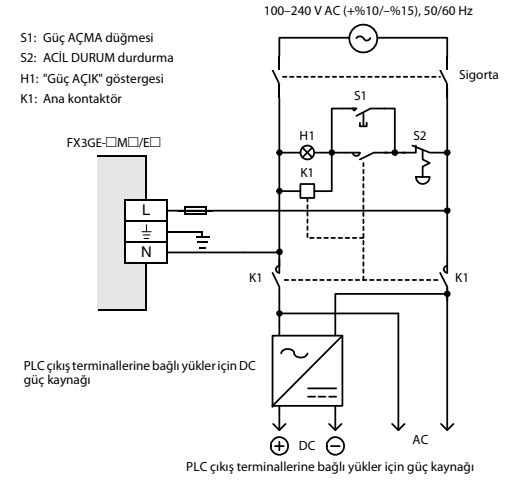 100–240 V AC (+%10/–%15), 50/60 Hz
S1: Güç AÇMA düğmesi
S2: ACİL DURUM durdurma
H1: "Güç AÇIK" göstergesi
K1: Ana kontaktör
Sigorta
S1
H1
S2
K1
FX3GE-□M□/E□
L
N
K1
K1
PLC çıkış terminallerine bağlı yükler için DC
güç kaynağı
DC
AC
PLC çıkış terminallerine bağlı yükler için güç kaynağı